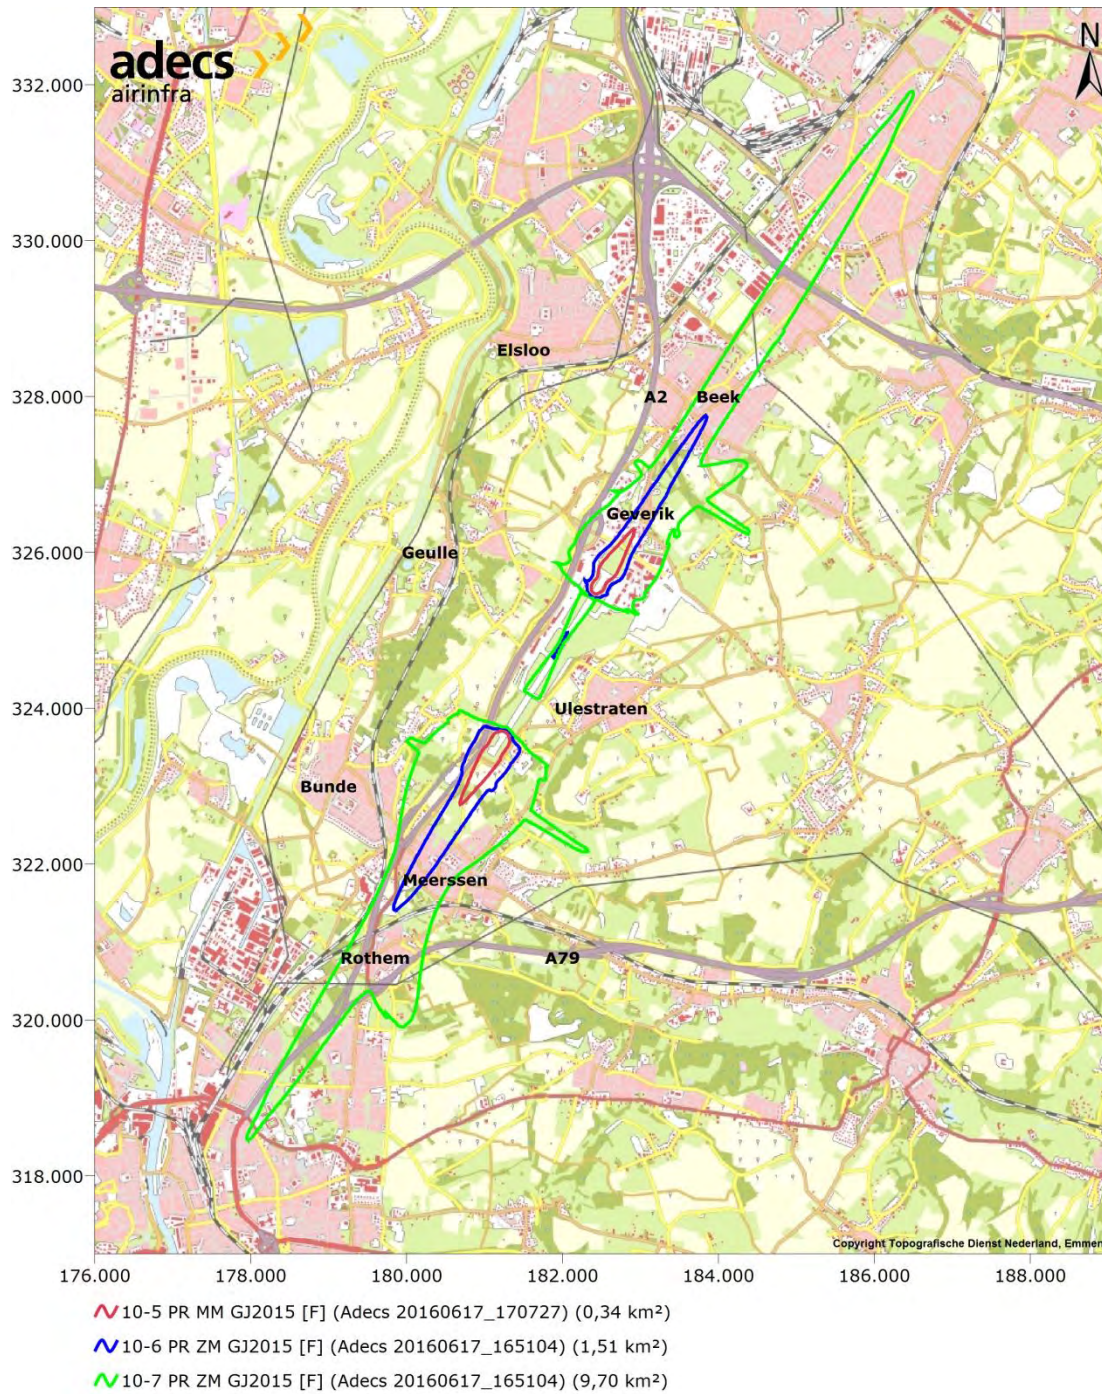 adecs
airinfra
N
332.000
330.000
Elsloo
328.000
A2 Beek
Geverik
326.000
Geulle
324.000
Ulestraten
Bunde
322.000
Meerssen
Rothem
A79
320.000
318.000
Copyright Topografische Dienst Nederland, Emmen
176.000 178.000 180.000 182.000 184.000 186.000 188.000
10-5 PR MM GJ2015 [F] (Adecs 20160617_170727) (0,34 km²)
10-6 PR ZM GJ2015 [F] (Adecs 20160617_165104) (1,51 km²)
10-7 PR ZM GJ2015 [F] (Adecs 20160617_165104) (9,70 km²)